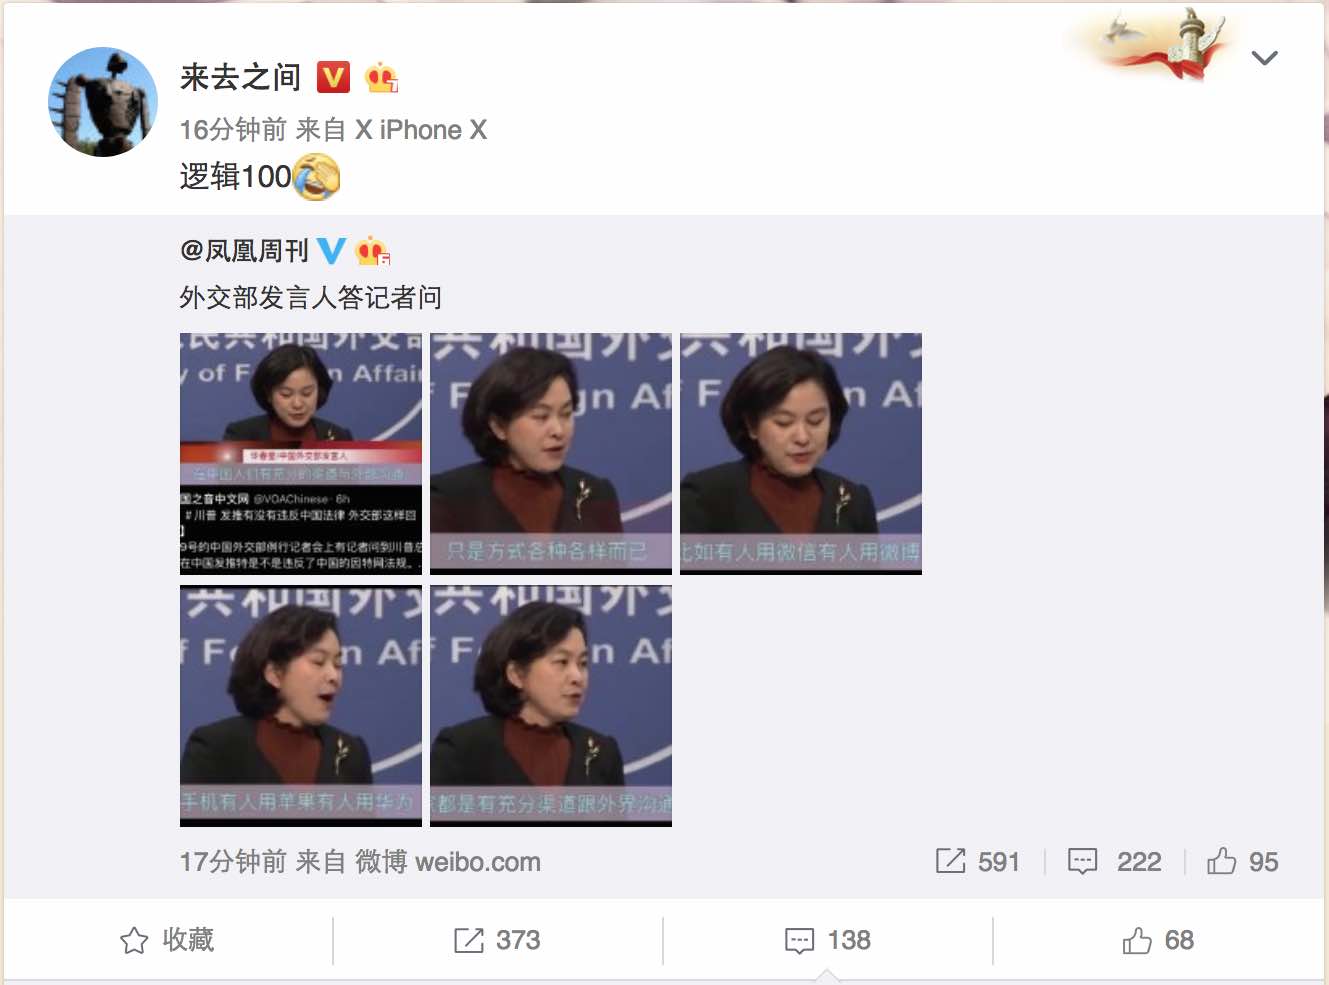 来去之间
16分钟前 来自 X iPhone X
逻辑100
@凤凰周刊
外交部发言人答记者问
民共和国外交部
y of F n Affair
华春莹 中国外交部发言人
在中国人们有充分的渠道与外部沟通
国之音中文网 @VOAChinese · 6h
#川普 发推有没有违反中国法律 外交部这样回
】
9号的中国外交部例行记者会上有记者问到川普总
在中国发推特是不是违反了中国的因特网法规。
共和国外交
f F gn Af
只是方式各种各样而已
共和国外交
F n Af
比如有人用微信有人用微博
共和国外交
f F n Af
手机有人用苹果有人用华为
共和国外交
f F n Af
都是有充分渠道跟外界沟通
17分钟前 来自 微博 weibo.com
591
222
95
收藏
373
138
68